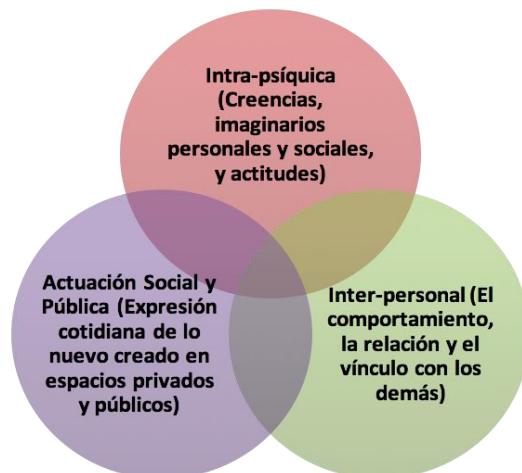 Intra-psíquica
(Creencias,
imaginarios
personales y sociales,
y actitudes)
Actuación Social y
Pública (Expresión
cotidiana de lo
nuevo creado en
espacios privados
y públicos)
Inter-personal (El
comportamiento,
la relación y el
vínculo con los
demás)